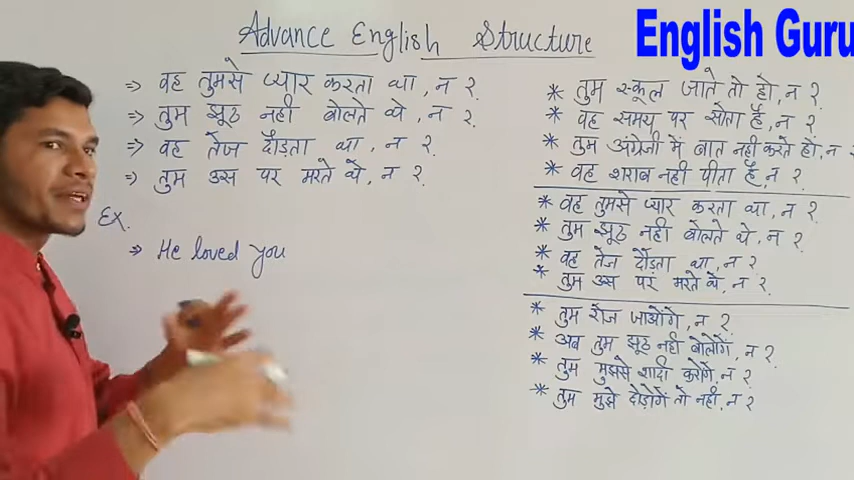 Advance English Structure
English Guru
⇒ वह तुमसे प्यार करता था, न ?
⇒ तुम झूठ नही बोलते थे, न ?
⇒ वह तेज दौड़ता था, न ?
⇒ तुम उस पर मरते थे, न ?
Ex.
⇒ He loved you
* तुम स्कूल जाते तो हो, न ?
* वह समय पर सोता है, न ?
* तुम अंग्रेजी में बात नही करते हो, न ?
* वह शराब नही पीता है, न ?
* वह तुमसे प्यार करता था, न ?
* तुम झूठ नही बोलते थे, न ?
* वह तेज दौड़ता था, न ?
* तुम उस पर मरते थे, न ?
* तुम रोज जाओगे, न ?
* अब तुम झूठ नही बोलोगे, न ?
* तुम मुझसे शादी करोगे, न ?
* तुम मुझे तो नही, न ?